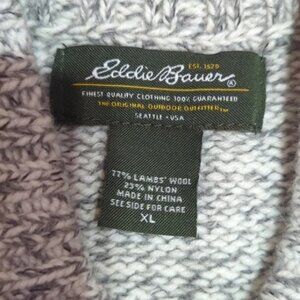 EST. 1920
Eddie Bauer®
FINEST QUALITY CLOTHING 100% GUARANTEED
THE ORIGINAL OUTDOOR OUTFITTER™
SEATTLE • USA
77% LAMBS' WOOL
23% NYLON
MADE IN CHINA
SEE SIDE FOR CARE
XL